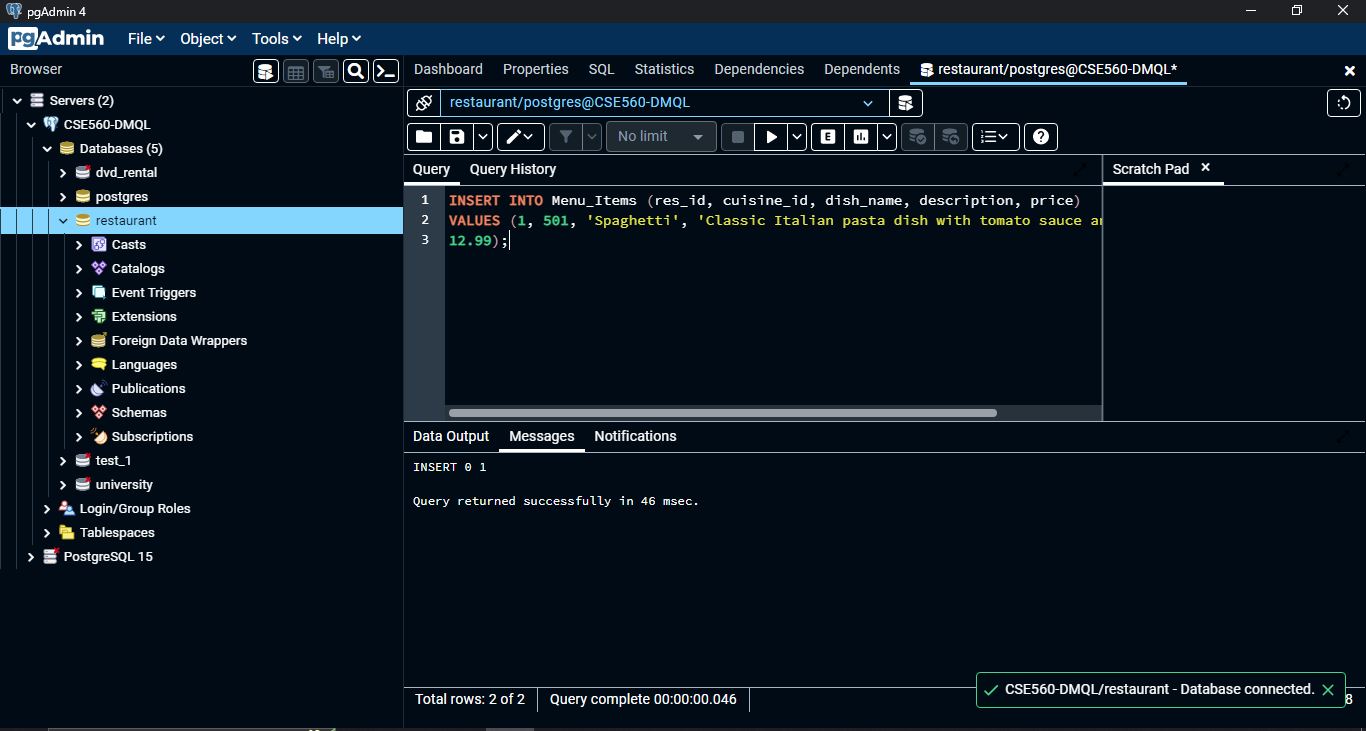 pgAdmin 4
pgAdmin File Object Tools Help
Browser
Dashboard Properties SQL Statistics Dependencies Dependents restaurant/postgres@CSE560-DMQL*
Servers (2)
CSE560-DMQL
Databases (5)
dvd_rental
postgres
restaurant
Casts
Catalogs
Event Triggers
Extensions
Foreign Data Wrappers
Languages
Publications
Schemas
Subscriptions
test_1
university
Login/Group Roles
Tablespaces
PostgreSQL 15
restaurant/postgres@CSE560-DMQL
No limit E
Query Query History
Scratch Pad
1 INSERT INTO Menu_Items (res_id, cuisine_id, dish_name, description, price)
2 VALUES (1, 501, 'Spaghetti', 'Classic Italian pasta dish with tomato sauce
3 12.99);
Data Output Messages Notifications
INSERT 0 1
Query returned successfully in 46 msec.
Total rows: 2 of 2 Query complete 00:00:00.046
CSE560-DMQL/restaurant - Database connected.
8